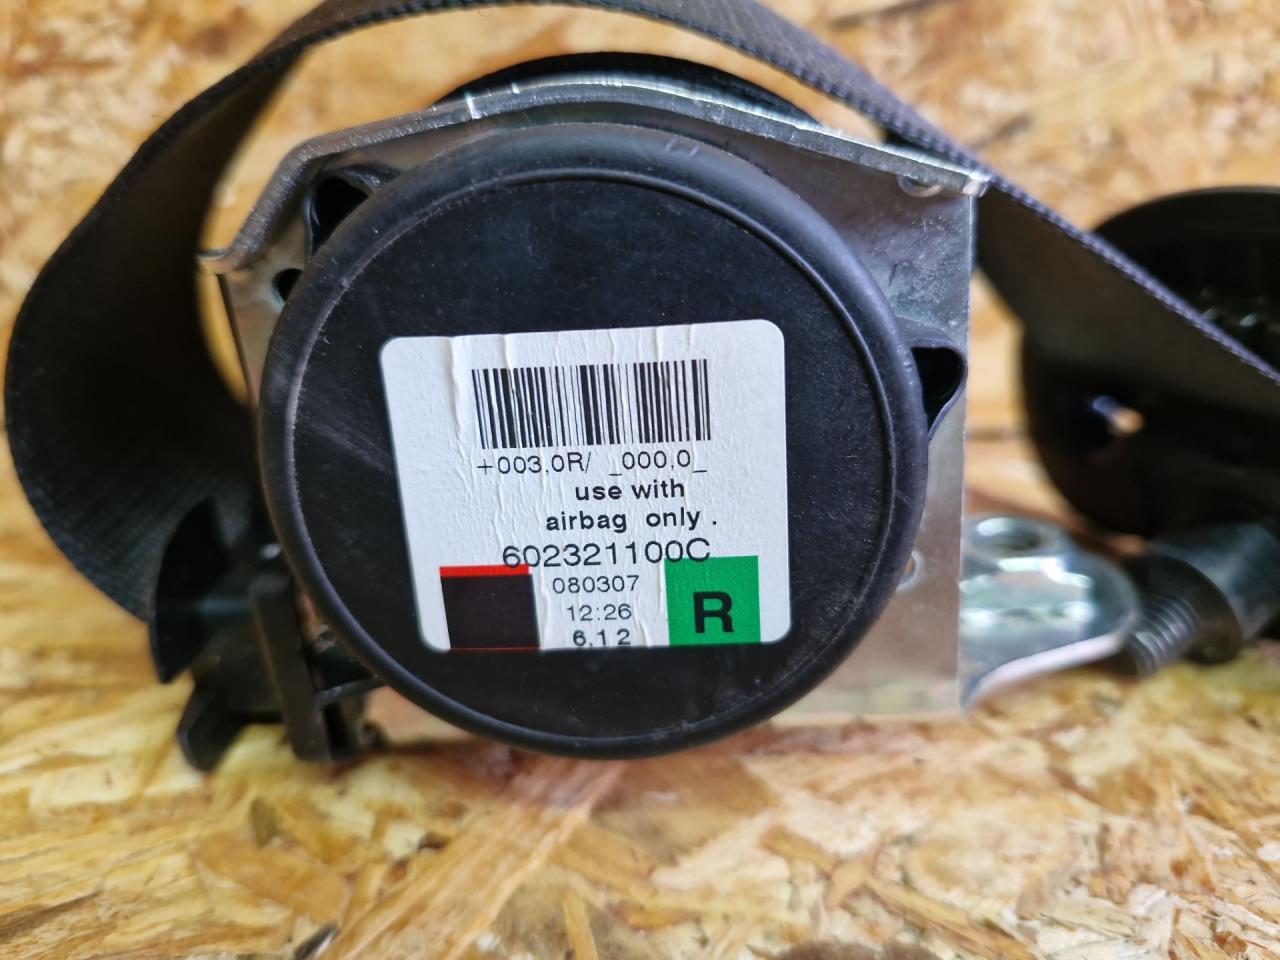 +003,0R/ _000,0_
use with
airbag only .
602321100C
080307
12:26
6,12
R